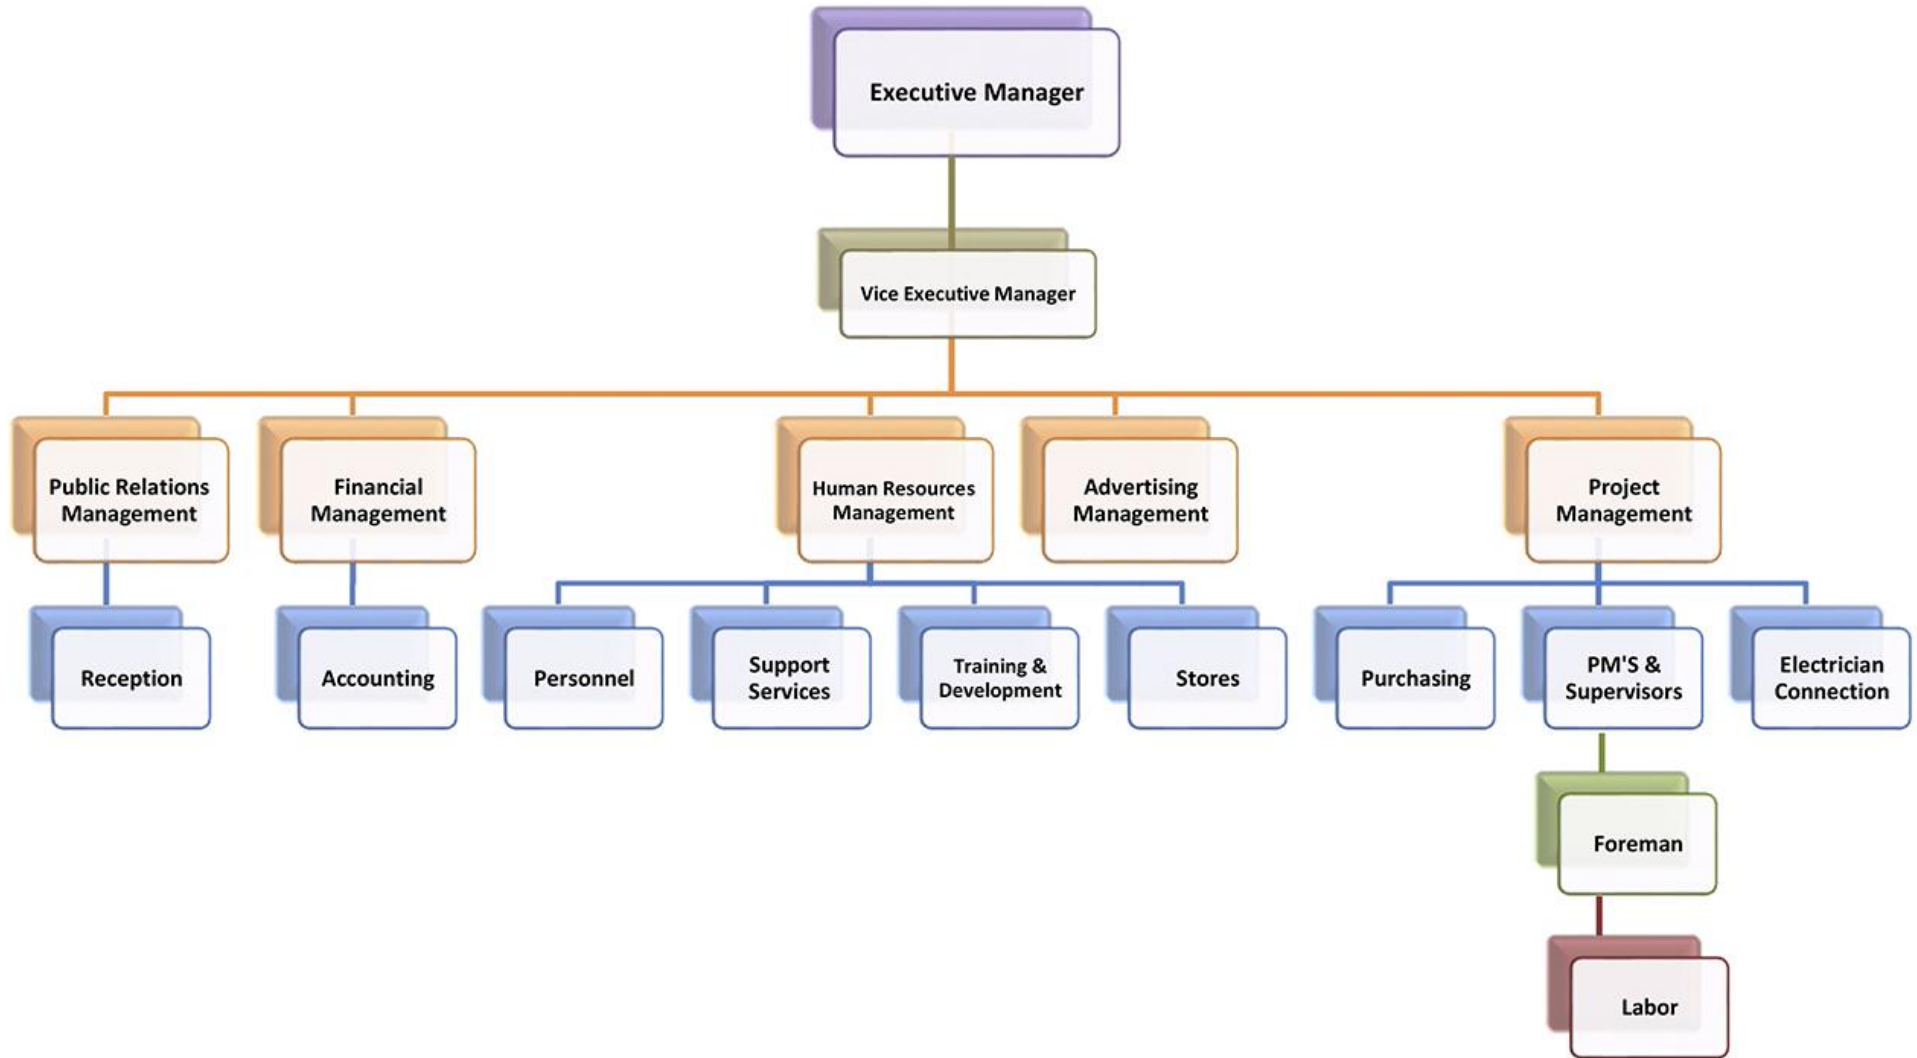 Executive Manager
Vice Executive Manager
Public Relations
Management
Financial
Management
Human Resources
Management
Advertising
Management
Project
Management
Reception
Accounting
Personnel
Support
Services
Training &
Development
Stores
Purchasing
PM'S &
Supervisors
Electrician
Connection
Foreman
Labor